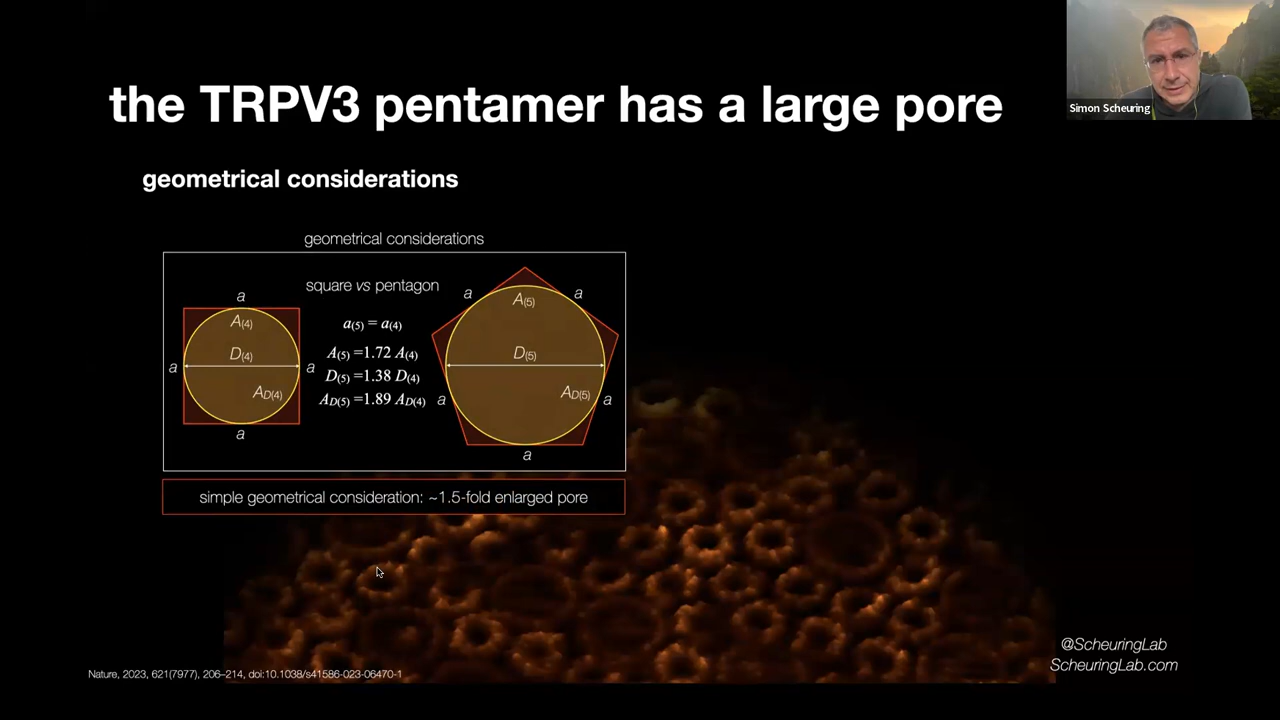 the TRPV3 pentamer has a large pore
Simon Scheuring
geometrical considerations
geometrical considerations
square vs pentagon
a
A(4)
D(4)
a
a
AD(4)
a
a(5) = a(4)
A(5) =1.72 A(4)
D(5) =1.38 D(4)
AD(5) =1.89 AD(4)
a
a
A(5)
D(5)
AD(5)
a
a
a
simple geometrical consideration: ~1.5-fold enlarged pore
@ScheuringLab
ScheuringLab.com
Nature, 2023, 621(7977), 206–214, doi:10.1038/s41586-023-06470-1